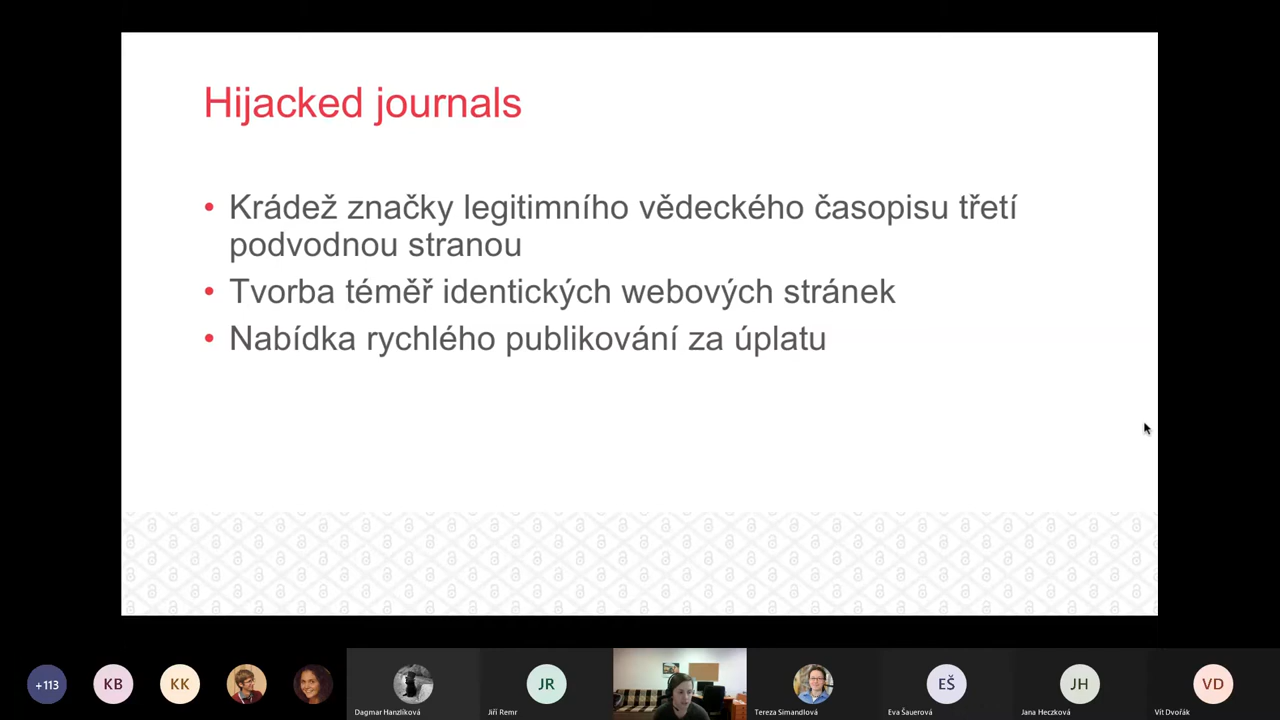 Hijacked journals
• Krádež značky legitimního vědeckého časopisu třetí
podvodnou stranou
• Tvorba téměř identických webových stránek
• Nabídka rychlého publikování za úplatu
+113
KB
KK
Dagmar Hanzlíková
JR
Jiří Remr
Tereza Simandlová
EŠ
Eva Šauerová
JH
Jana Heczková
VD
Vít Dvořák